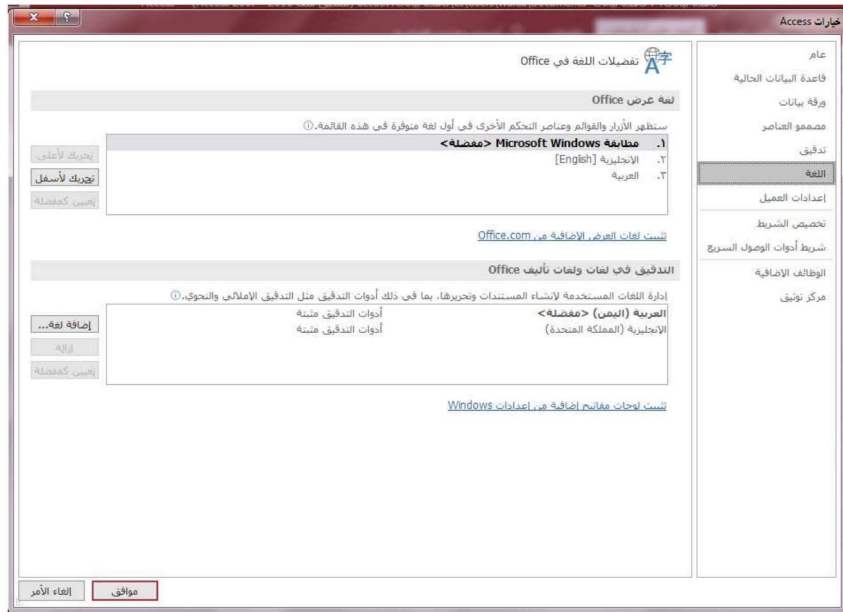 خيارات Access
عام
قاعدة البيانات الحالية
ورقة بيانات
مصممو العناصر
تدقيق
اللغة
إعدادات العميل
تخصيص الشريط
شريط أدوات الوصول السريع
الوظائف الإضافية
مركز توثيق
تفضيلات اللغة في Office
لغة عرض Office
ستظهر الأزرار والقوائم وعناصر التحكم الأخرى في أول لغة متوفرة في هذه القائمة.
١. مطابقة Microsoft Windows <مفضلة>
٢. الإنجليزية [English]
٣. العربية
تحريك لأعلى
تحريك لأسفل
تعيين كمفضلة
تثبيت لغات العرض الإضافية من Office.com
التدقيق في لغات ولغات تأليف Office
إدارة اللغات المستخدمة لإنشاء المستندات وتحريرها، بما في ذلك أدوات التدقيق مثل التدقيق الإملائي والنحوي.
العربية (اليمن) <مفضلة> أدوات التدقيق مثبتة
الإنجليزية (المملكة المتحدة) أدوات التدقيق مثبتة
إضافة لغة...
إزالة
تعيين كمفضلة
تثبيت لوحات مفاتيح إضافية من إعدادات Windows
موافق
إلغاء الأمر